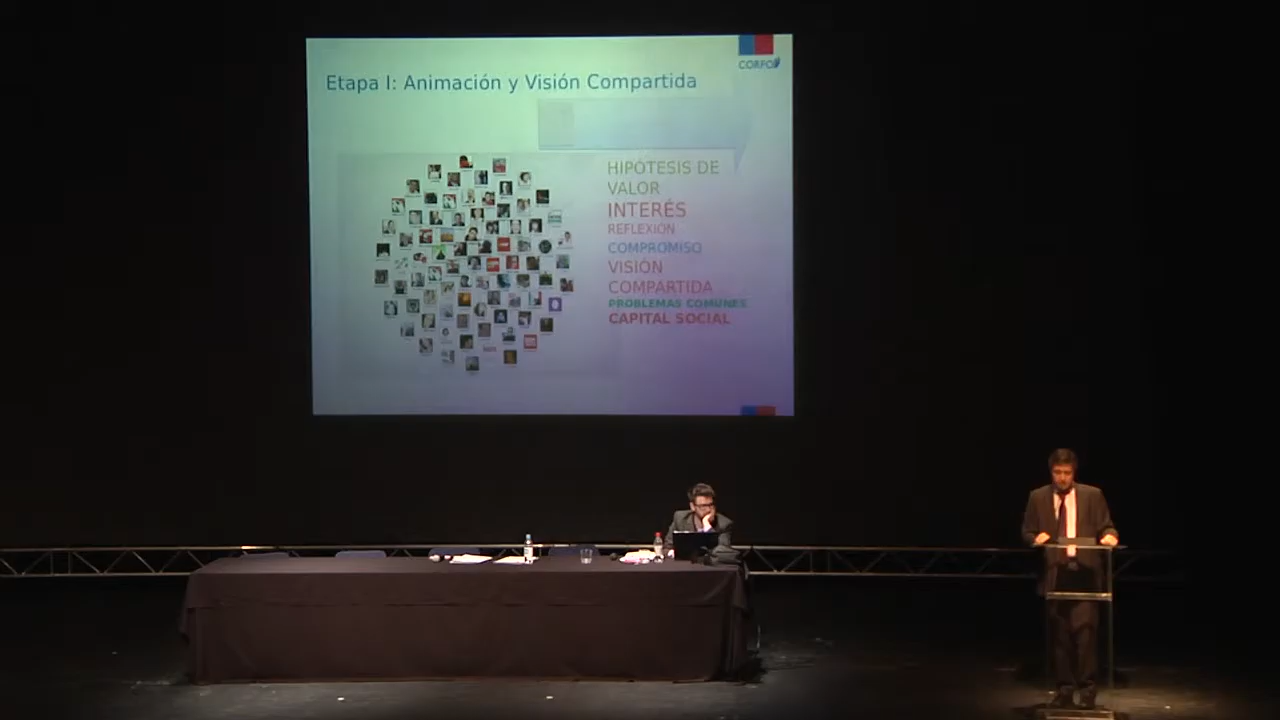 CORFO
Etapa I: Animación y Visión Compartida
HIPÓTESIS DE
VALOR
INTERÉS
REFLEXIÓN
COMPROMISO
VISIÓN
COMPARTIDA
PROBLEMAS COMUNES
CAPITAL SOCIAL